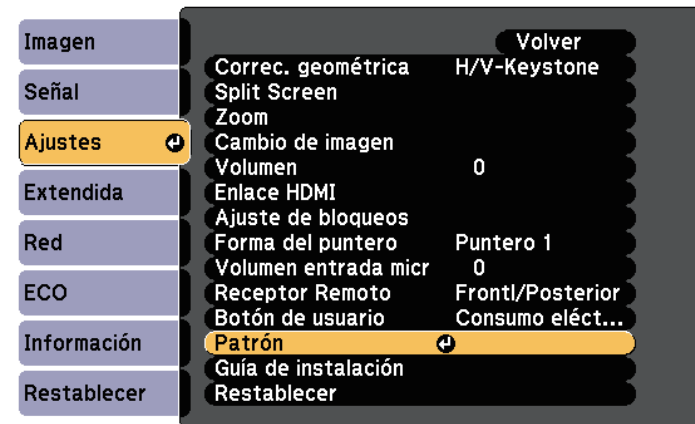 Imagen
Señal
Ajustes
Extendida
Red
ECO
Información
Restablecer
Volver
Correc. geométrica H/V-Keystone
Split Screen
Zoom
Cambio de imagen
Volumen 0
Enlace HDMI
Ajuste de bloqueos
Forma del puntero Puntero 1
Volumen entrada micr 0
Receptor Remoto Frontl/Posterior
Botón de usuario Consumo eléct...
Patrón
Guía de instalación
Restablecer